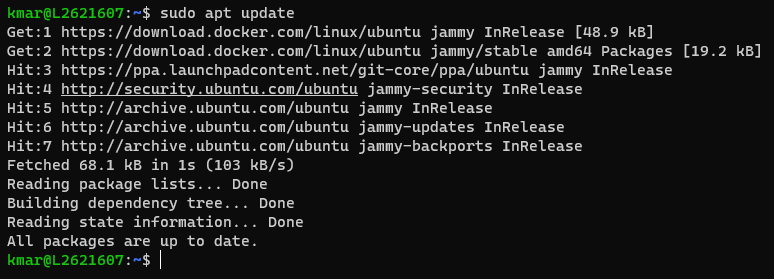 kmar@L2621607:~$ sudo apt update
Get:1 https://download.docker.com/linux/ubuntu jammy InRelease [48.9 kB]
Get:2 https://download.docker.com/linux/ubuntu jammy/stable amd64 Packages [19.2 kB]
Hit:3 https://ppa.launchpadcontent.net/git-core/ppa/ubuntu jammy InRelease
Hit:4 http://security.ubuntu.com/ubuntu jammy-security InRelease
Hit:5 http://archive.ubuntu.com/ubuntu jammy InRelease
Hit:6 http://archive.ubuntu.com/ubuntu jammy-updates InRelease
Hit:7 http://archive.ubuntu.com/ubuntu jammy-backports InRelease
Fetched 68.1 kB in 1s (103 kB/s)
Reading package lists... Done
Building dependency tree... Done
Reading state information... Done
All packages are up to date.
kmar@L2621607:~$